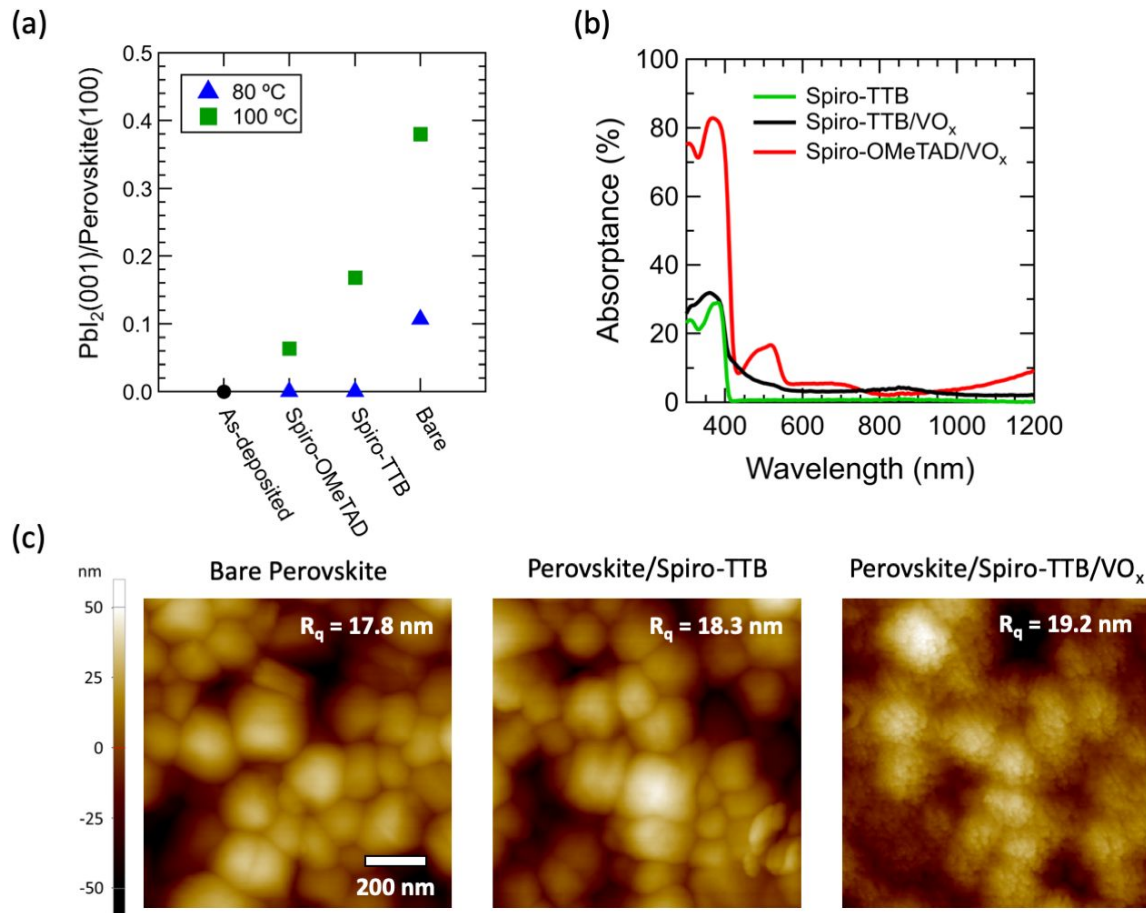 (a)
PbI₂(001)/Perovskite(100)
0.5
0.4
0.3
0.2
0.1
0.0
80 ºC
100 ºC
As-deposited
Spiro-OMeTAD
Spiro-TTB
Bare
(b)
Absorptance (%)
100
80
60
40
20
0
Spiro-TTB
Spiro-TTB/VOₓ
Spiro-OMeTAD/VOₓ
400
600
800
1000
1200
Wavelength (nm)
(c)
nm
50
25
0
-25
-50
Bare Perovskite
R_q = 17.8 nm
200 nm
Perovskite/Spiro-TTB
R_q = 18.3 nm
Perovskite/Spiro-TTB/VOₓ
R_q = 19.2 nm